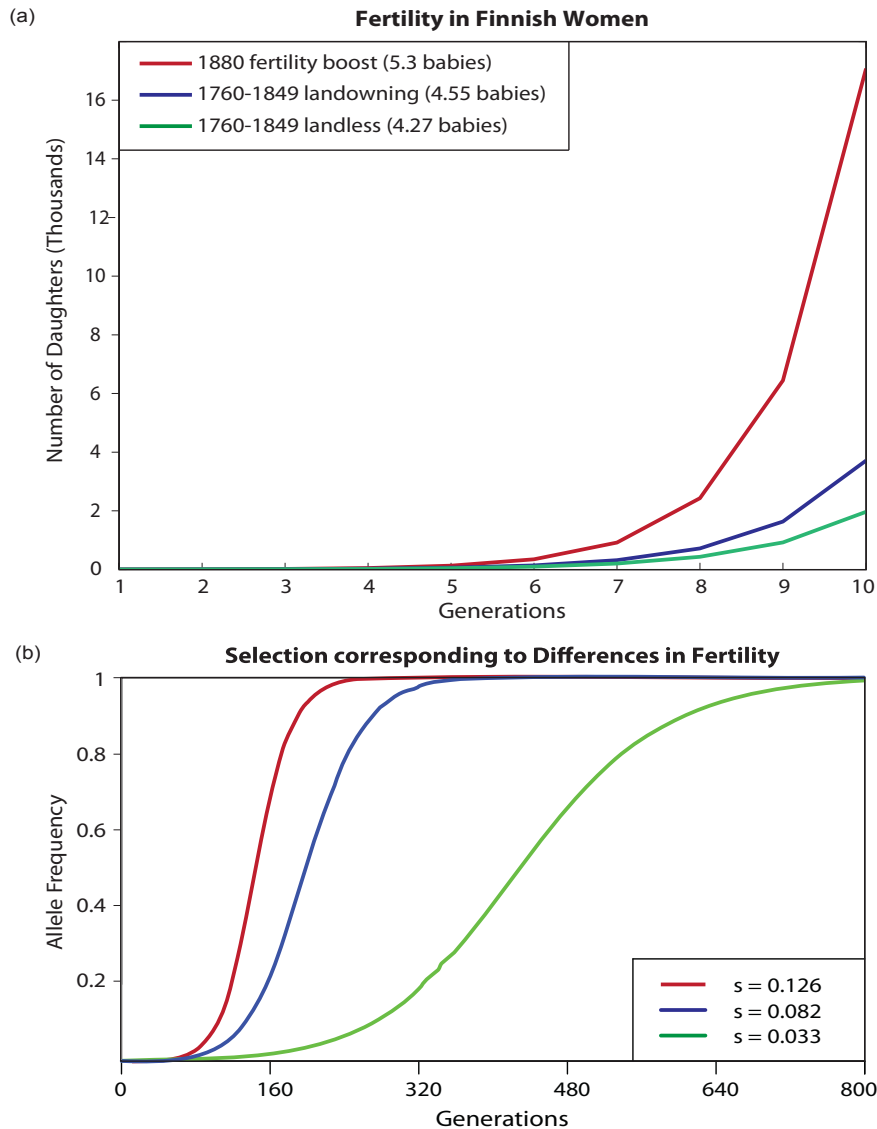 (a)
Fertility in Finnish Women
1880 fertility boost (5.3 babies)
1760-1849 landowning (4.55 babies)
1760-1849 landless (4.27 babies)
Number of Daughters (Thousands)
16
14
12
10
8
6
4
2
0
1 2 3 4 5 6 7 8 9 10
Generations
(b)
Selection corresponding to Differences in Fertility
Allele Frequency
1
0.8
0.6
0.4
0.2
s = 0.126
s = 0.082
s = 0.033
0 160 320 480 640 800
Generations